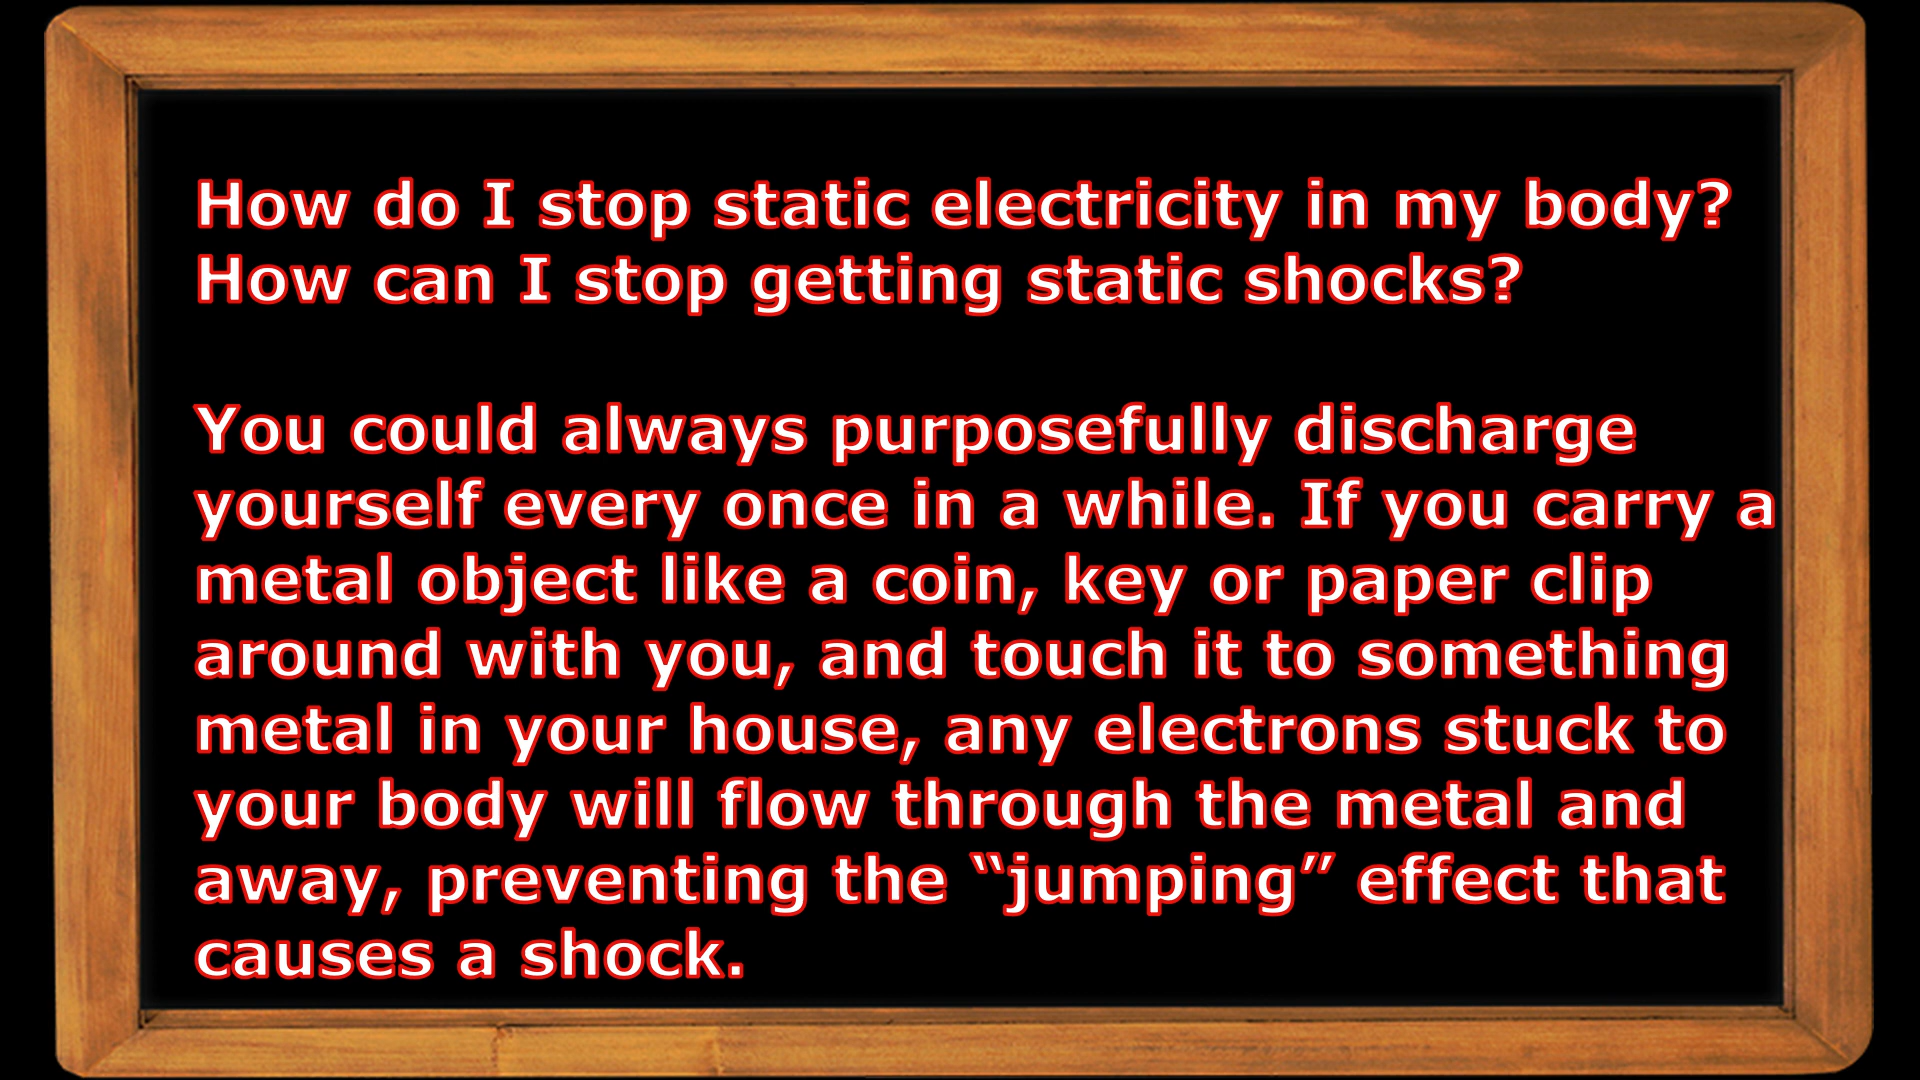 How do I stop static electricity in my body?
How can I stop getting static shocks?
You could always purposefully discharge
yourself every once in a while. If you carry a
metal object like a coin, key or paper clip
around with you, and touch it to something
metal in your house, any electrons stuck to
your body will flow through the metal and
away, preventing the “jumping” effect that
causes a shock.